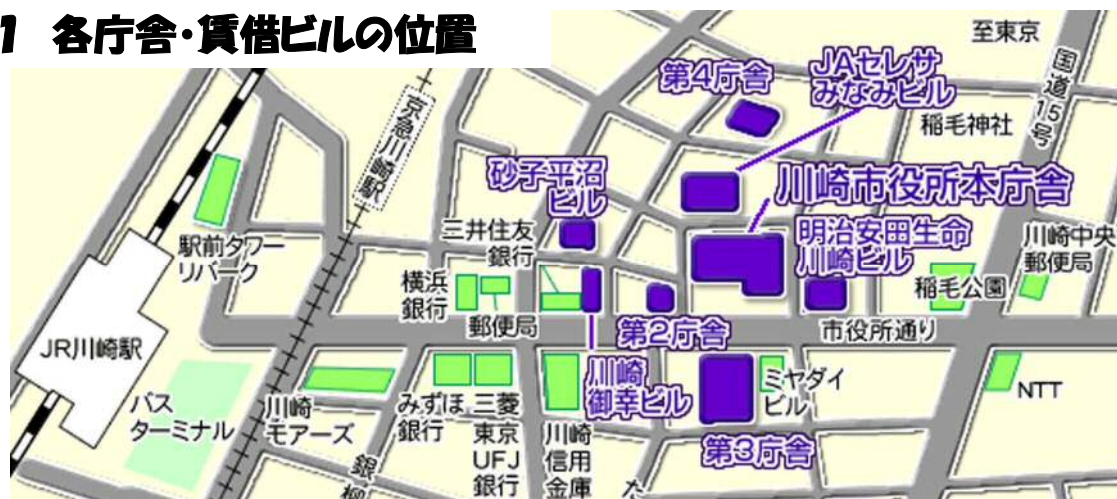 1 各庁舎・賃借ビルの位置
至東京
国道15号
JAセレサ
みなみビル
第4庁舎
稲毛神社
京急川崎駅
砂子平沼
ビル
川崎市役所本庁舎
駅前タワー
リパーク
三井住友
銀行
明治安田生命
川崎ビル
川崎中央
郵便局
横浜
銀行
稲毛公園
郵便局
第2庁舎
市役所通り
JR川崎駅
川崎
御幸ビル
ミヤダイ
ビル
NTT
バス
ターミナル
川崎
モアーズ
みずほ
銀行
三菱
東京
UFJ
銀行
川崎
信用
金庫
第3庁舎
銀